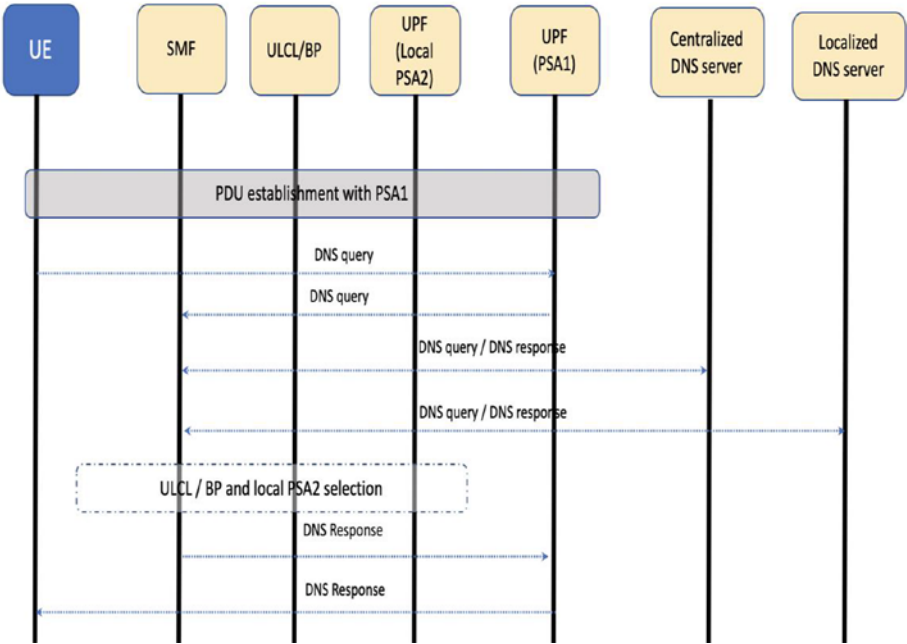 UE
SMF
ULCL/BP
UPF
(Local
PSA2)
UPF
(PSA1)
Centralized
DNS server
Localized
DNS server
PDU establishment with PSA1
DNS query
DNS query
DNS query / DNS response
DNS query / DNS response
ULCL / BP and local PSA2 selection
DNS Response
DNS Response